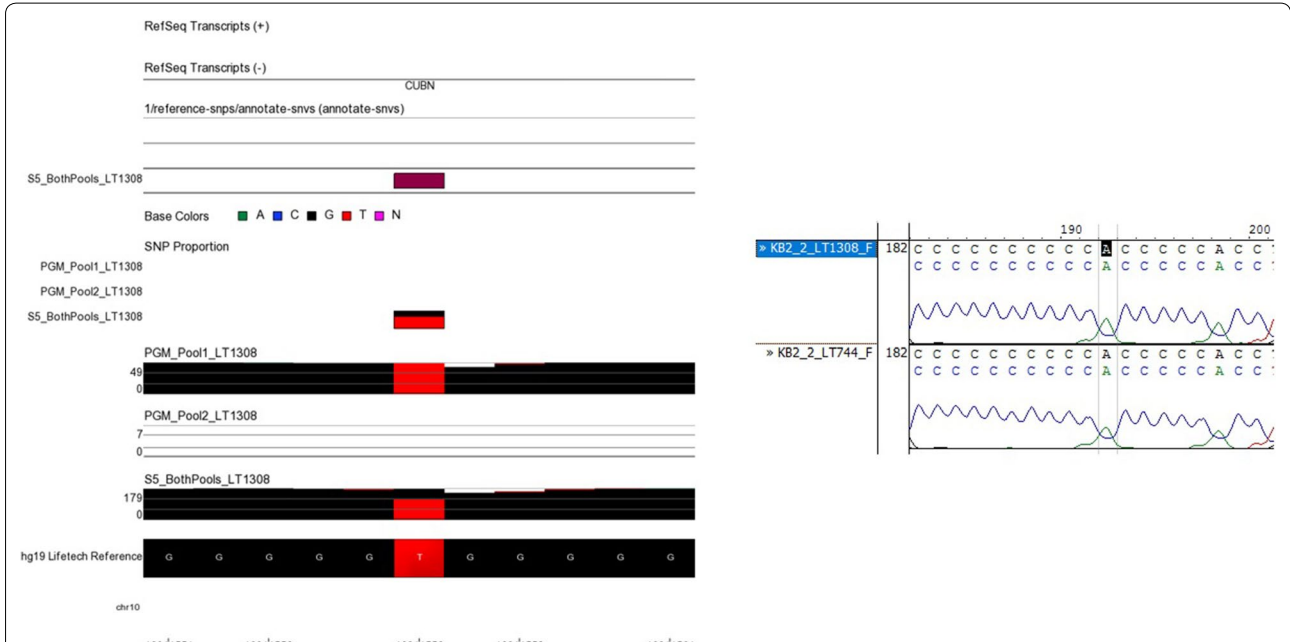 RefSeq Transcripts (+)
RefSeq Transcripts (-)
CUBN
1/reference-snps/annotate-snvs (annotate-snvs)
S5_BothPools_LT1308
Base Colors A C G T N
SNP Proportion
PGM_Pool1_LT1308
PGM_Pool2_LT1308
S5_BothPools_LT1308
PGM_Pool1_LT1308
49
0
PGM_Pool2_LT1308
7
0
S5_BothPools_LT1308
179
0
hg19 Lifetech Reference G G G G G T G G G G G
chr10
190 200
» KB2_2_LT1308_F 182 C C C C C C C C C C A C C C C C A C C
C C C C C C C C C C A C C C C C A C C
» KB2_2_LT744_F 182 C C C C C C C C C C A C C C C C A C C
C C C C C C C C C C A C C C C C A C C